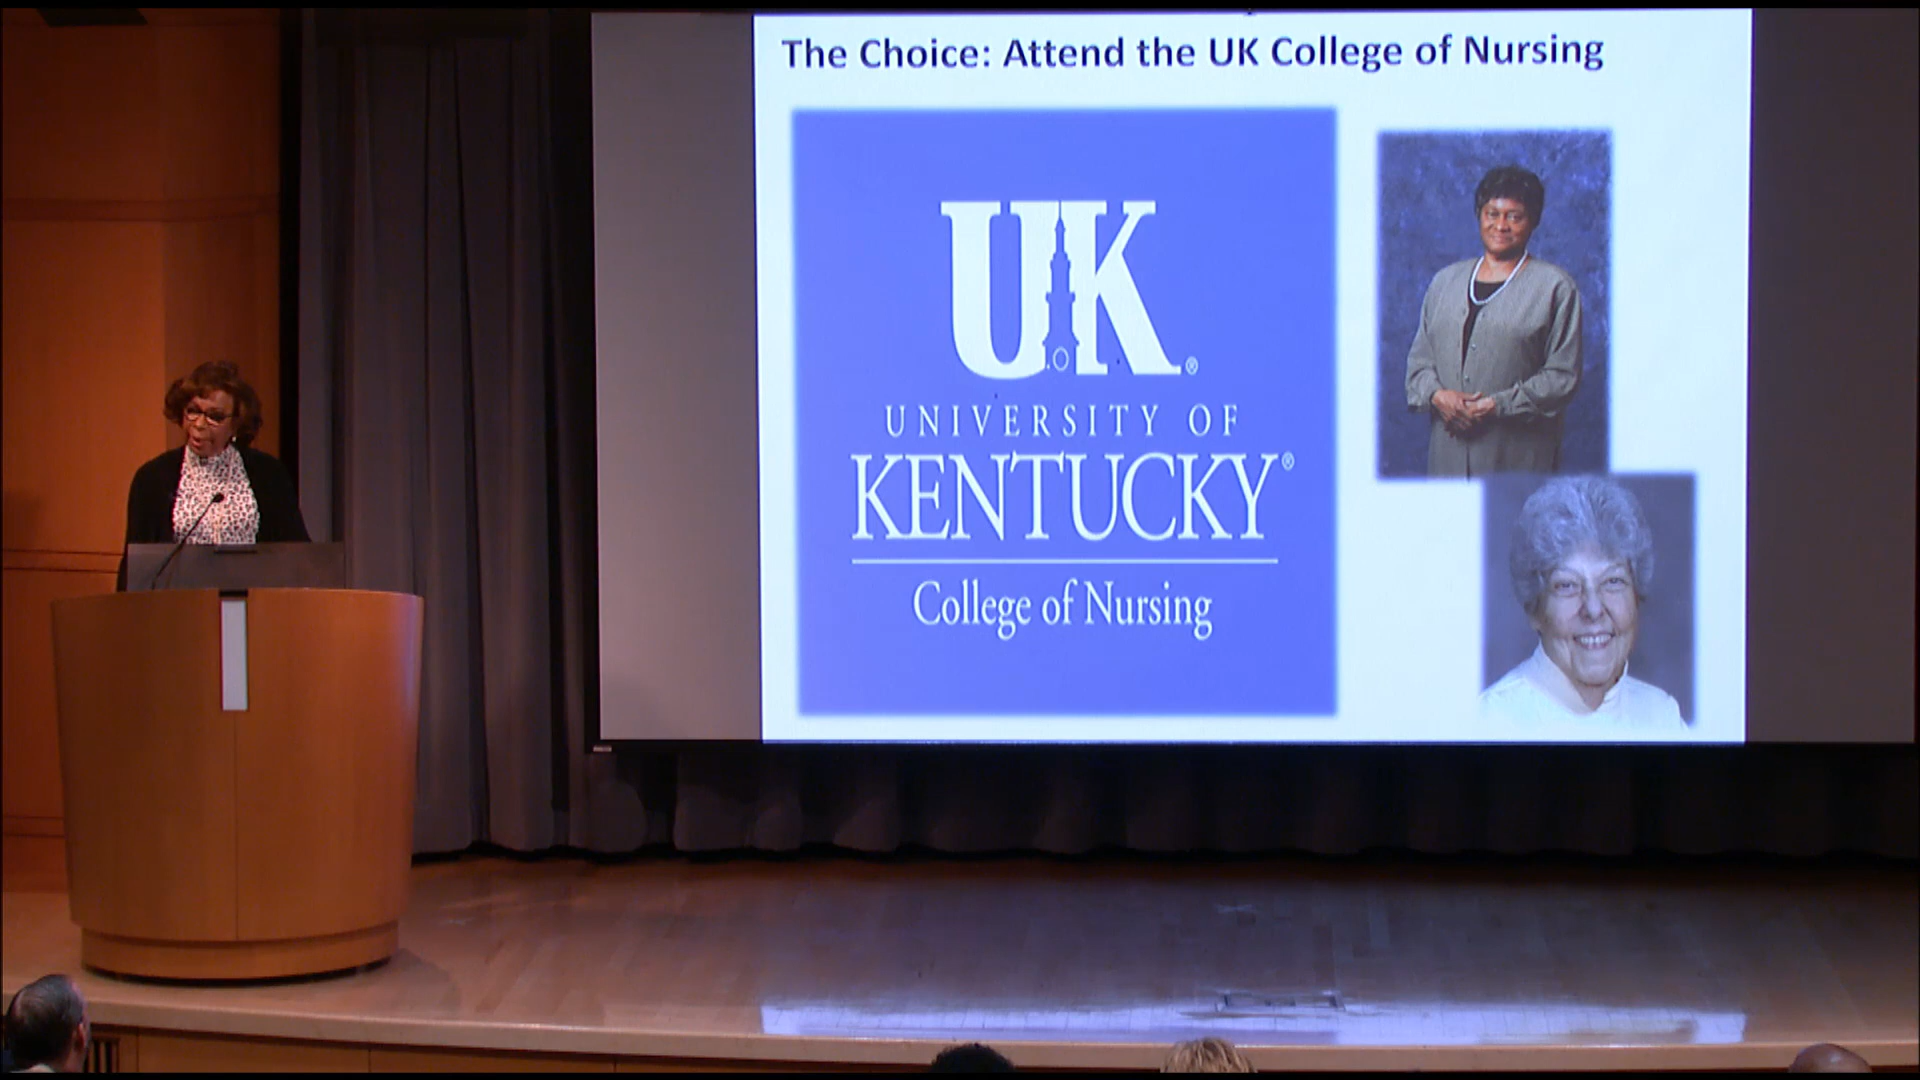 The Choice: Attend the UK College of Nursing
UK®
UNIVERSITY OF
KENTUCKY®
College of Nursing